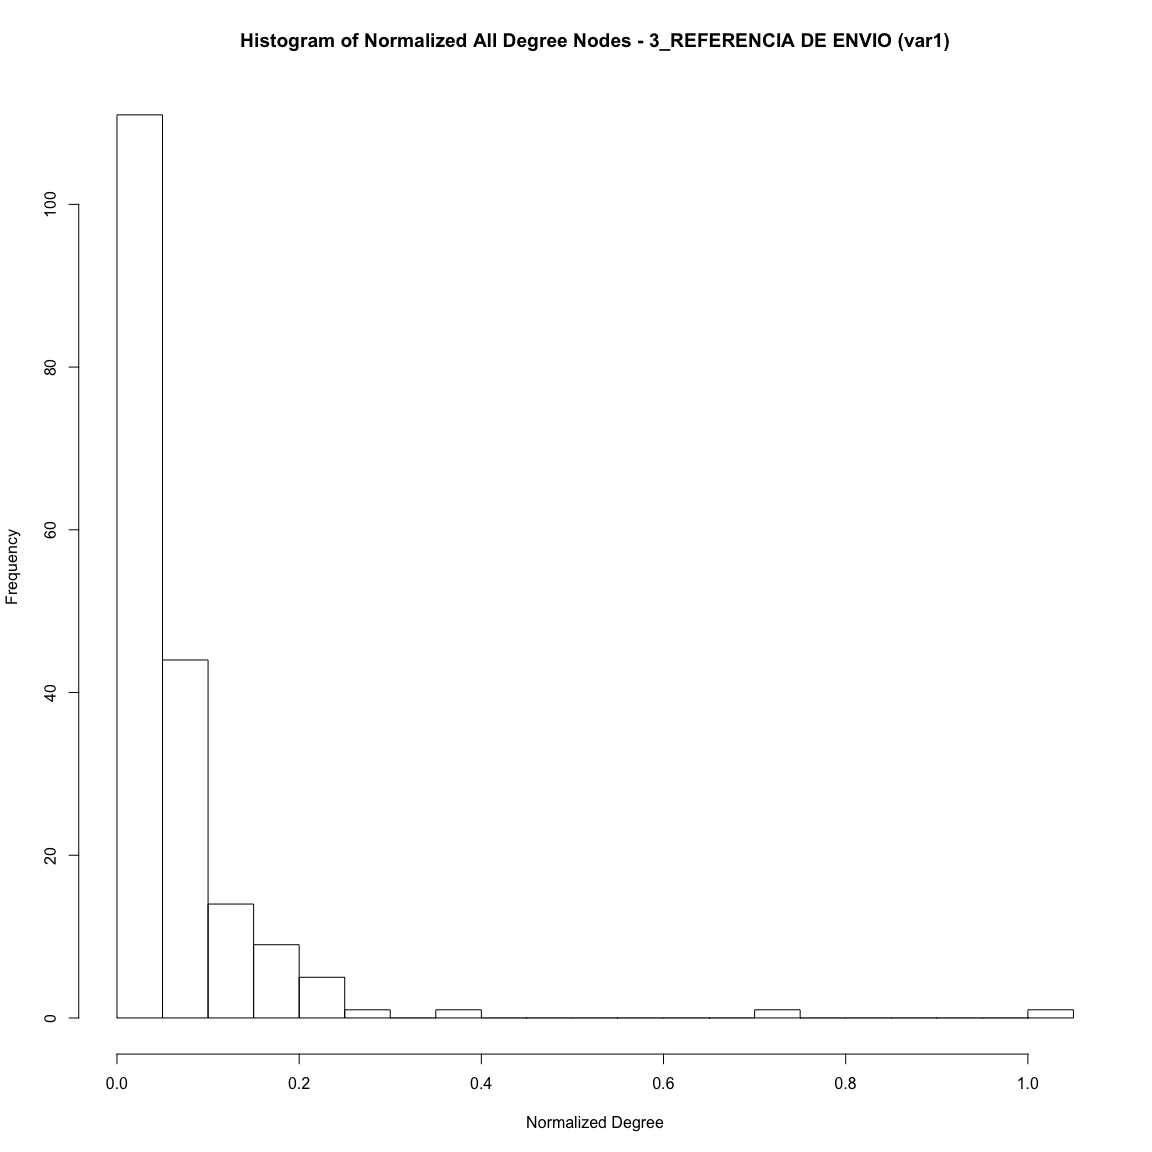 Histogram of Normalized All Degree Nodes - 3_REFERENCIA DE ENVIO (var1)
Frequency
100
80
60
40
20
0
0.0 0.2 0.4 0.6 0.8 1.0
Normalized Degree